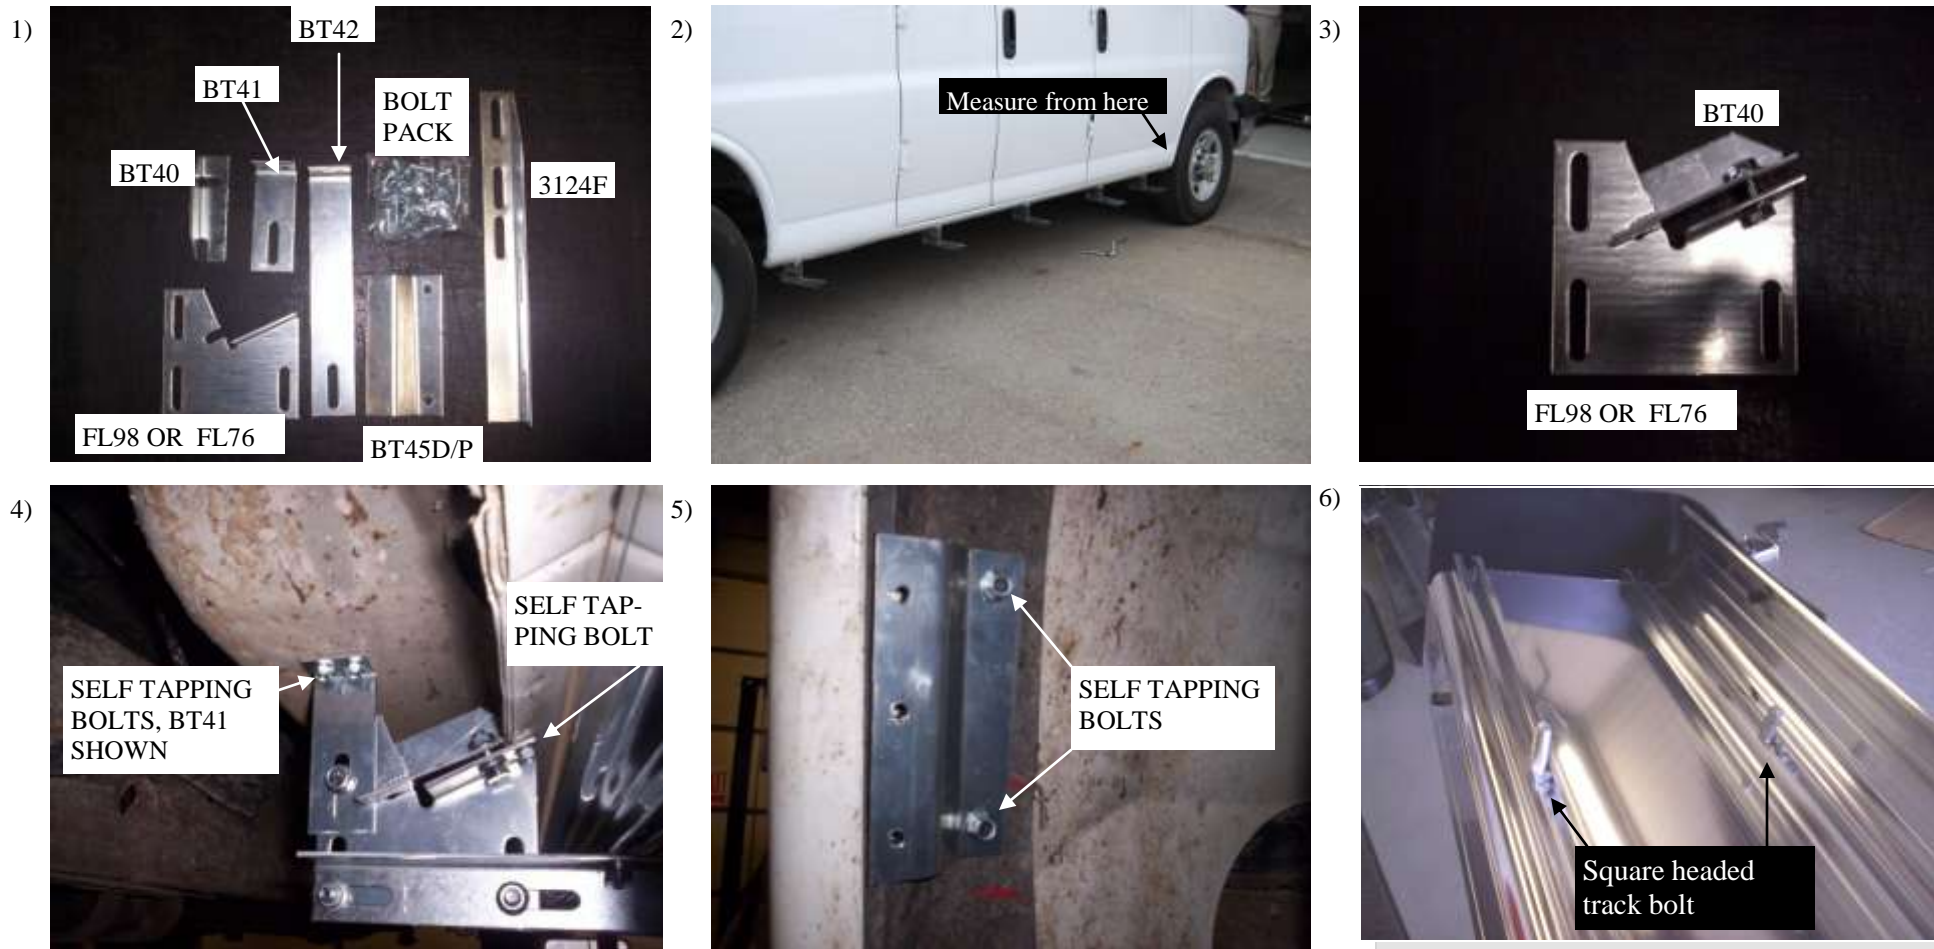 1)
BT42
BT41
BOLT
PACK
BT40
3124F
FL98 OR FL76
BT45D/P
2)
Measure from here
3)
BT40
FL98 OR FL76
4)
SELF TAP-
PING BOLT
SELF TAPPING
BOLTS, BT41
SHOWN
5)
SELF TAPPING
BOLTS
6)
Square headed
track bolt